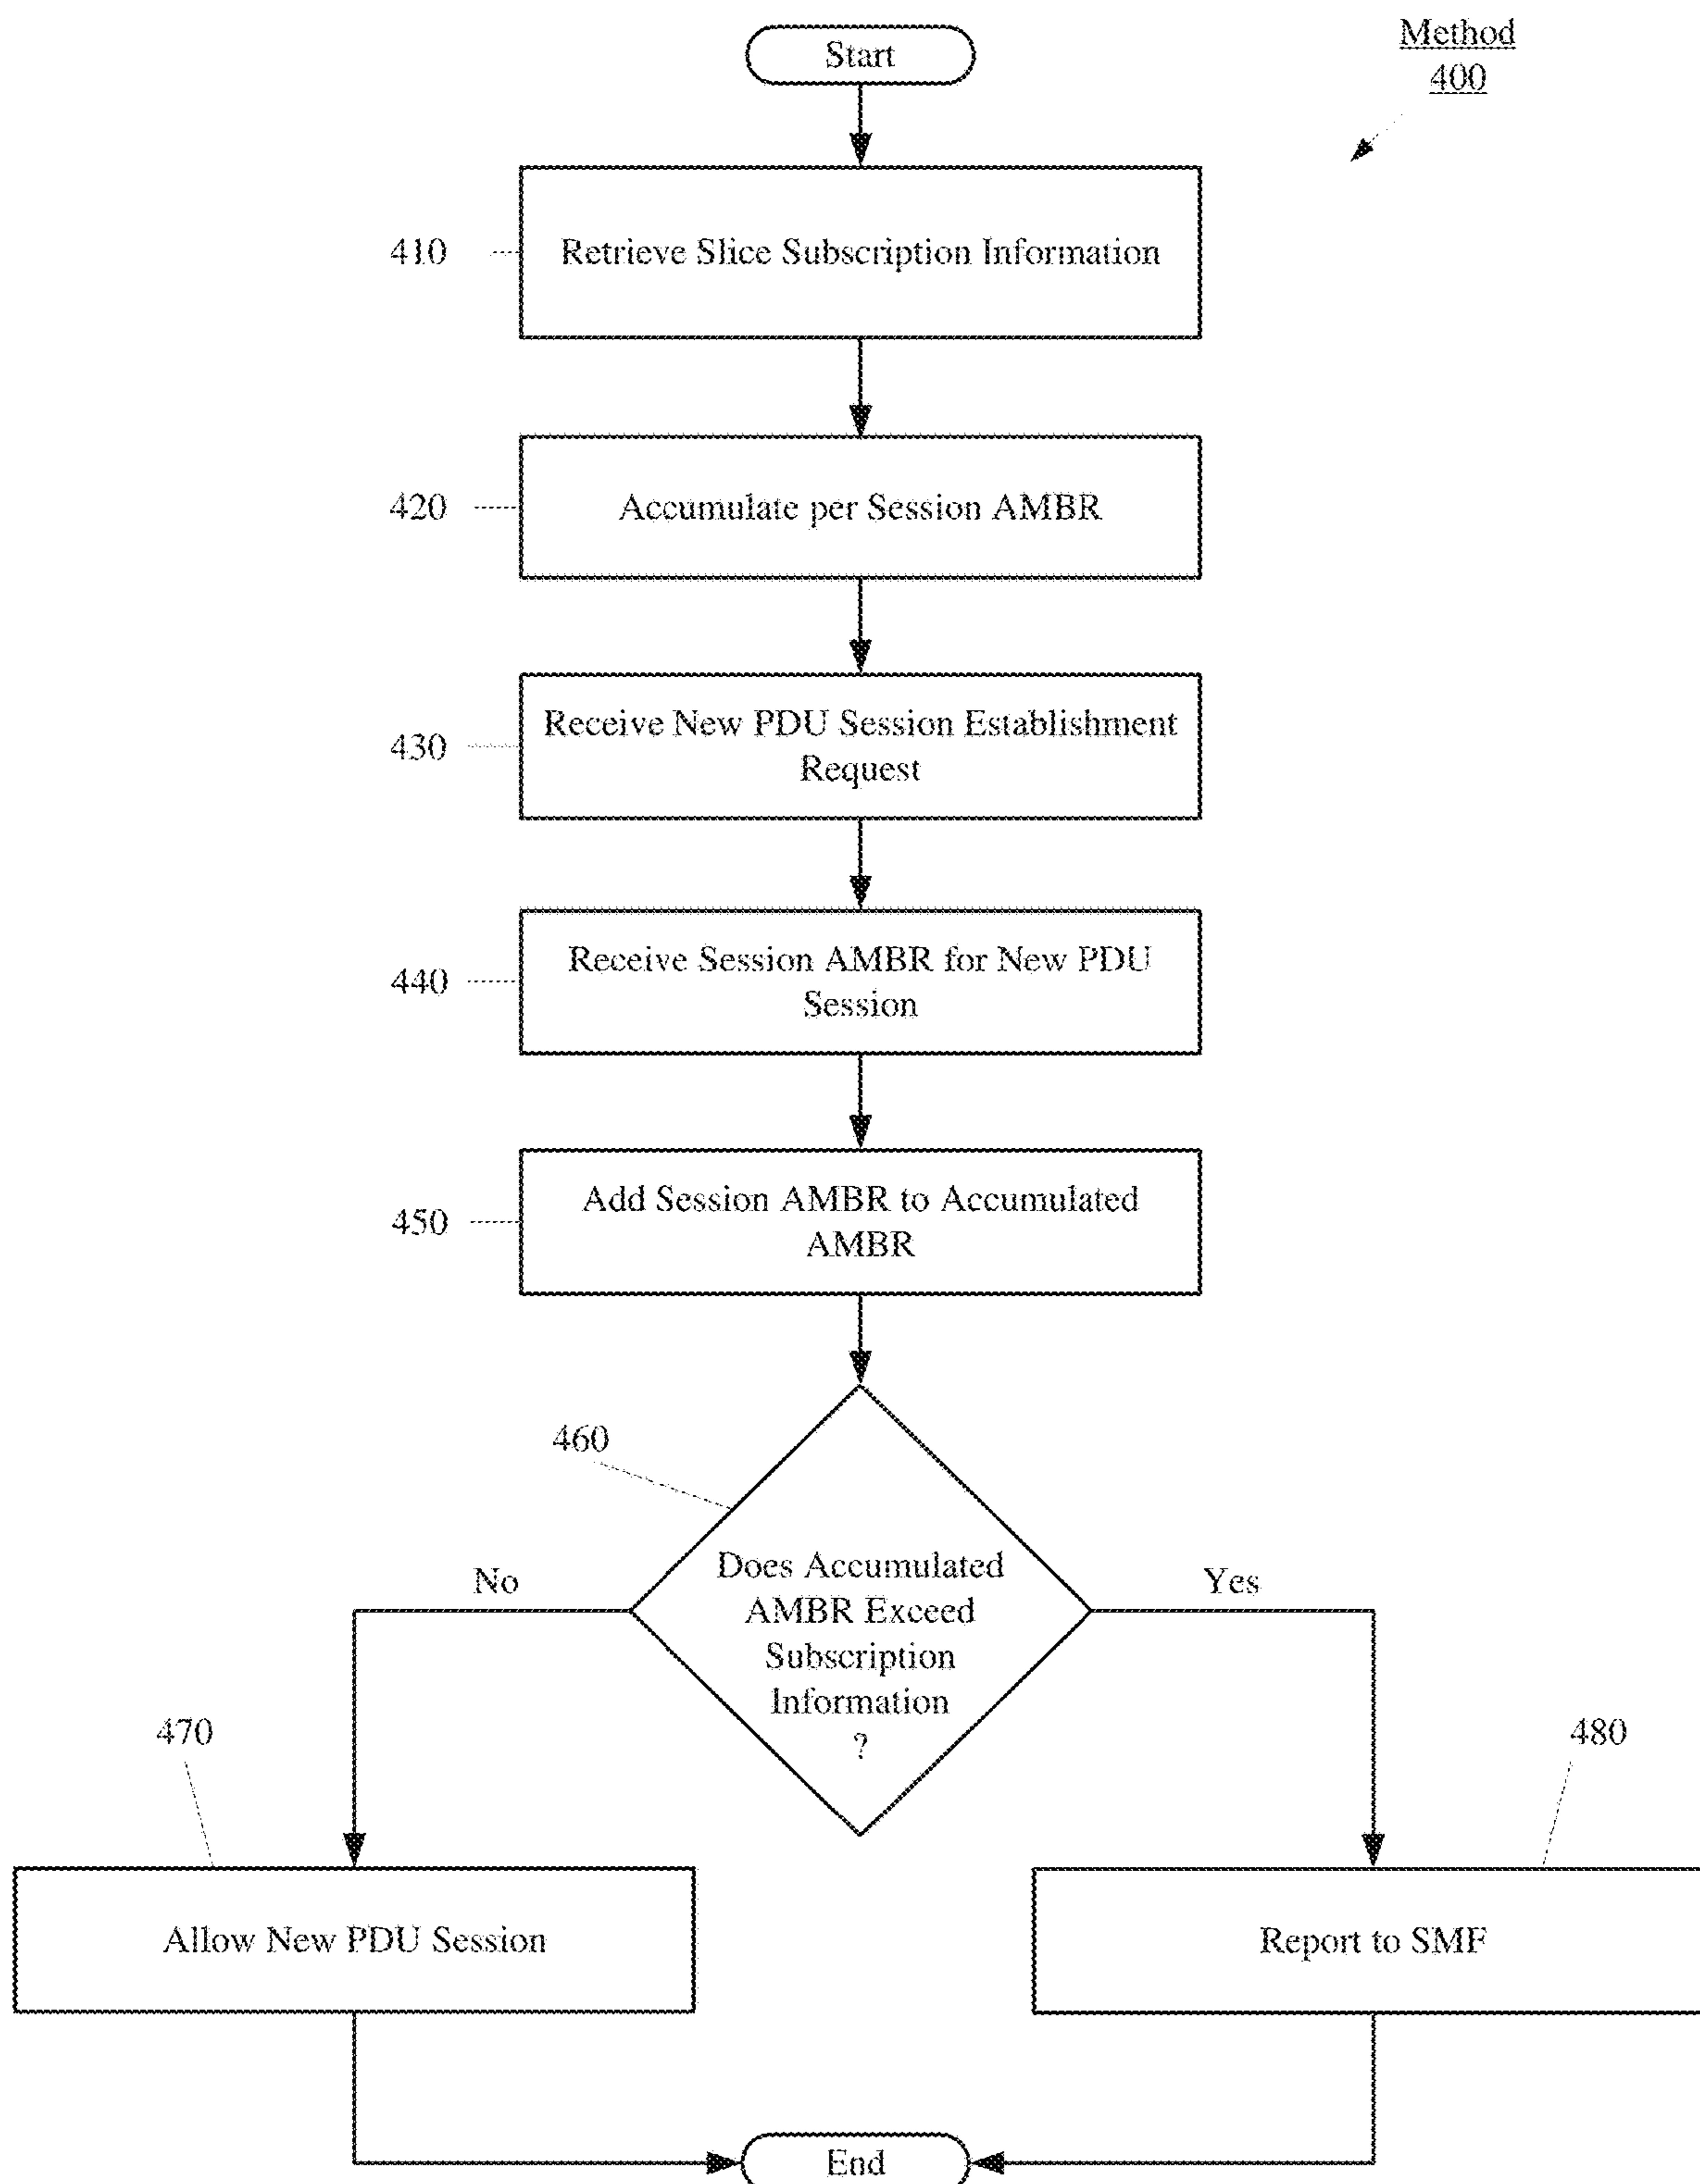 Start
Method
400
410
Retrieve Slice Subscription Information
420
Accumulate per Session AMBR
430
Receive New PDU Session Establishment
Request
440
Receive Session AMBR for New PDU
Session
450
Add Session AMBR to Accumulated
AMBR
460
Does Accumulated
AMBR Exceed
Subscription
Information
?
No
Yes
470
480
Allow New PDU Session
Report to SMF
End